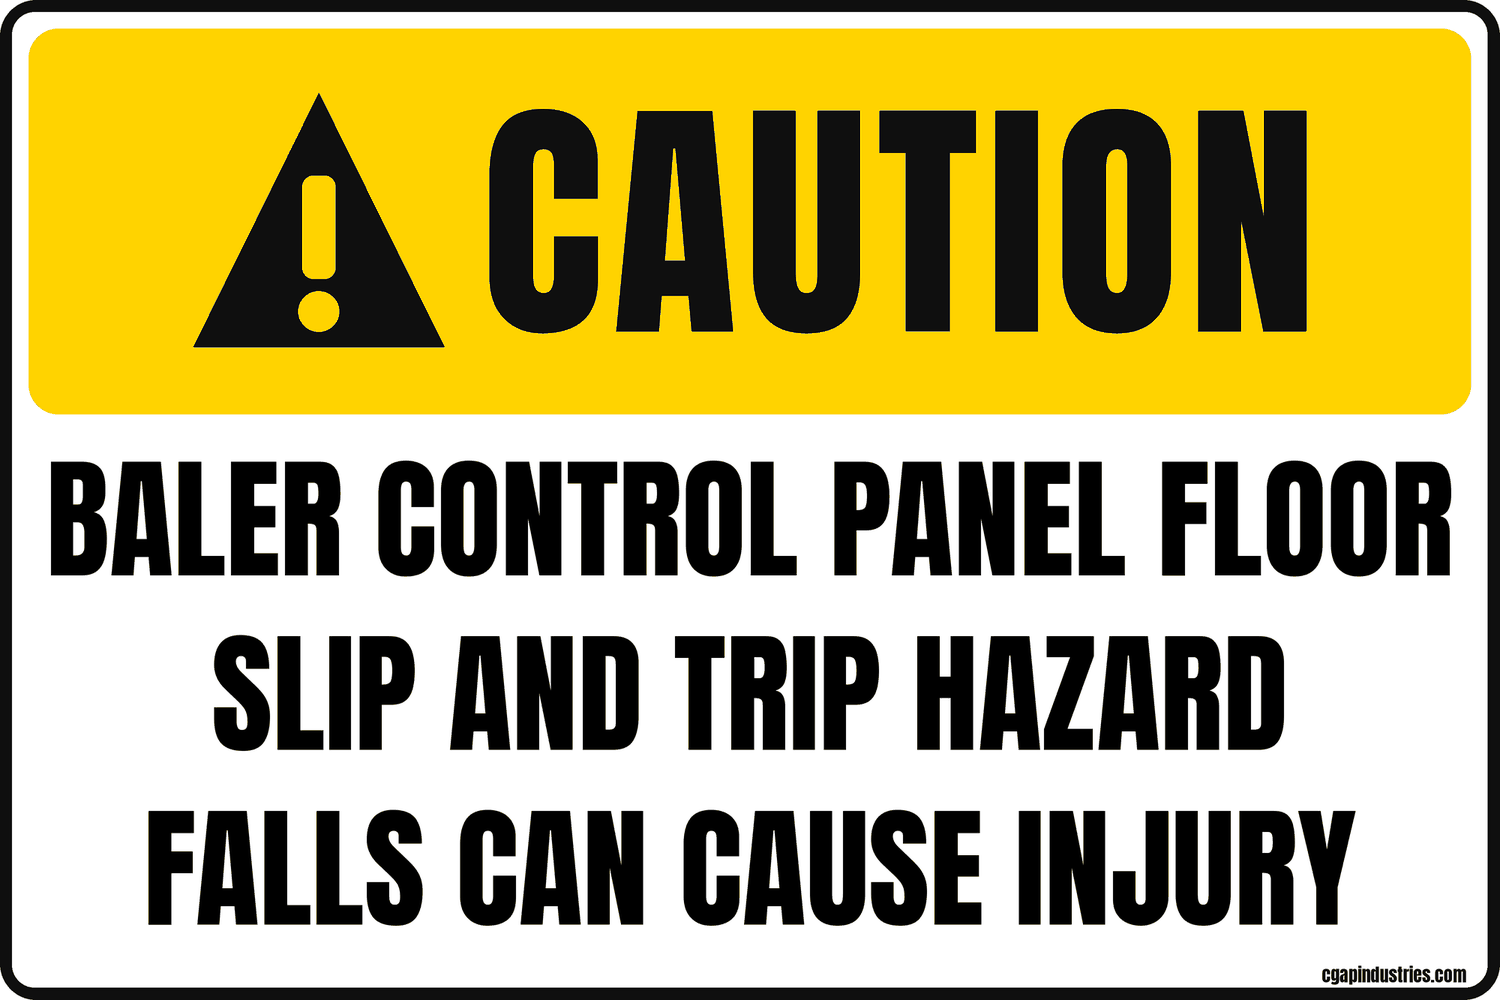 CAUTION
BALER CONTROL PANEL FLOOR
SLIP AND TRIP HAZARD
FALLS CAN CAUSE INJURY
cgapindustries.com